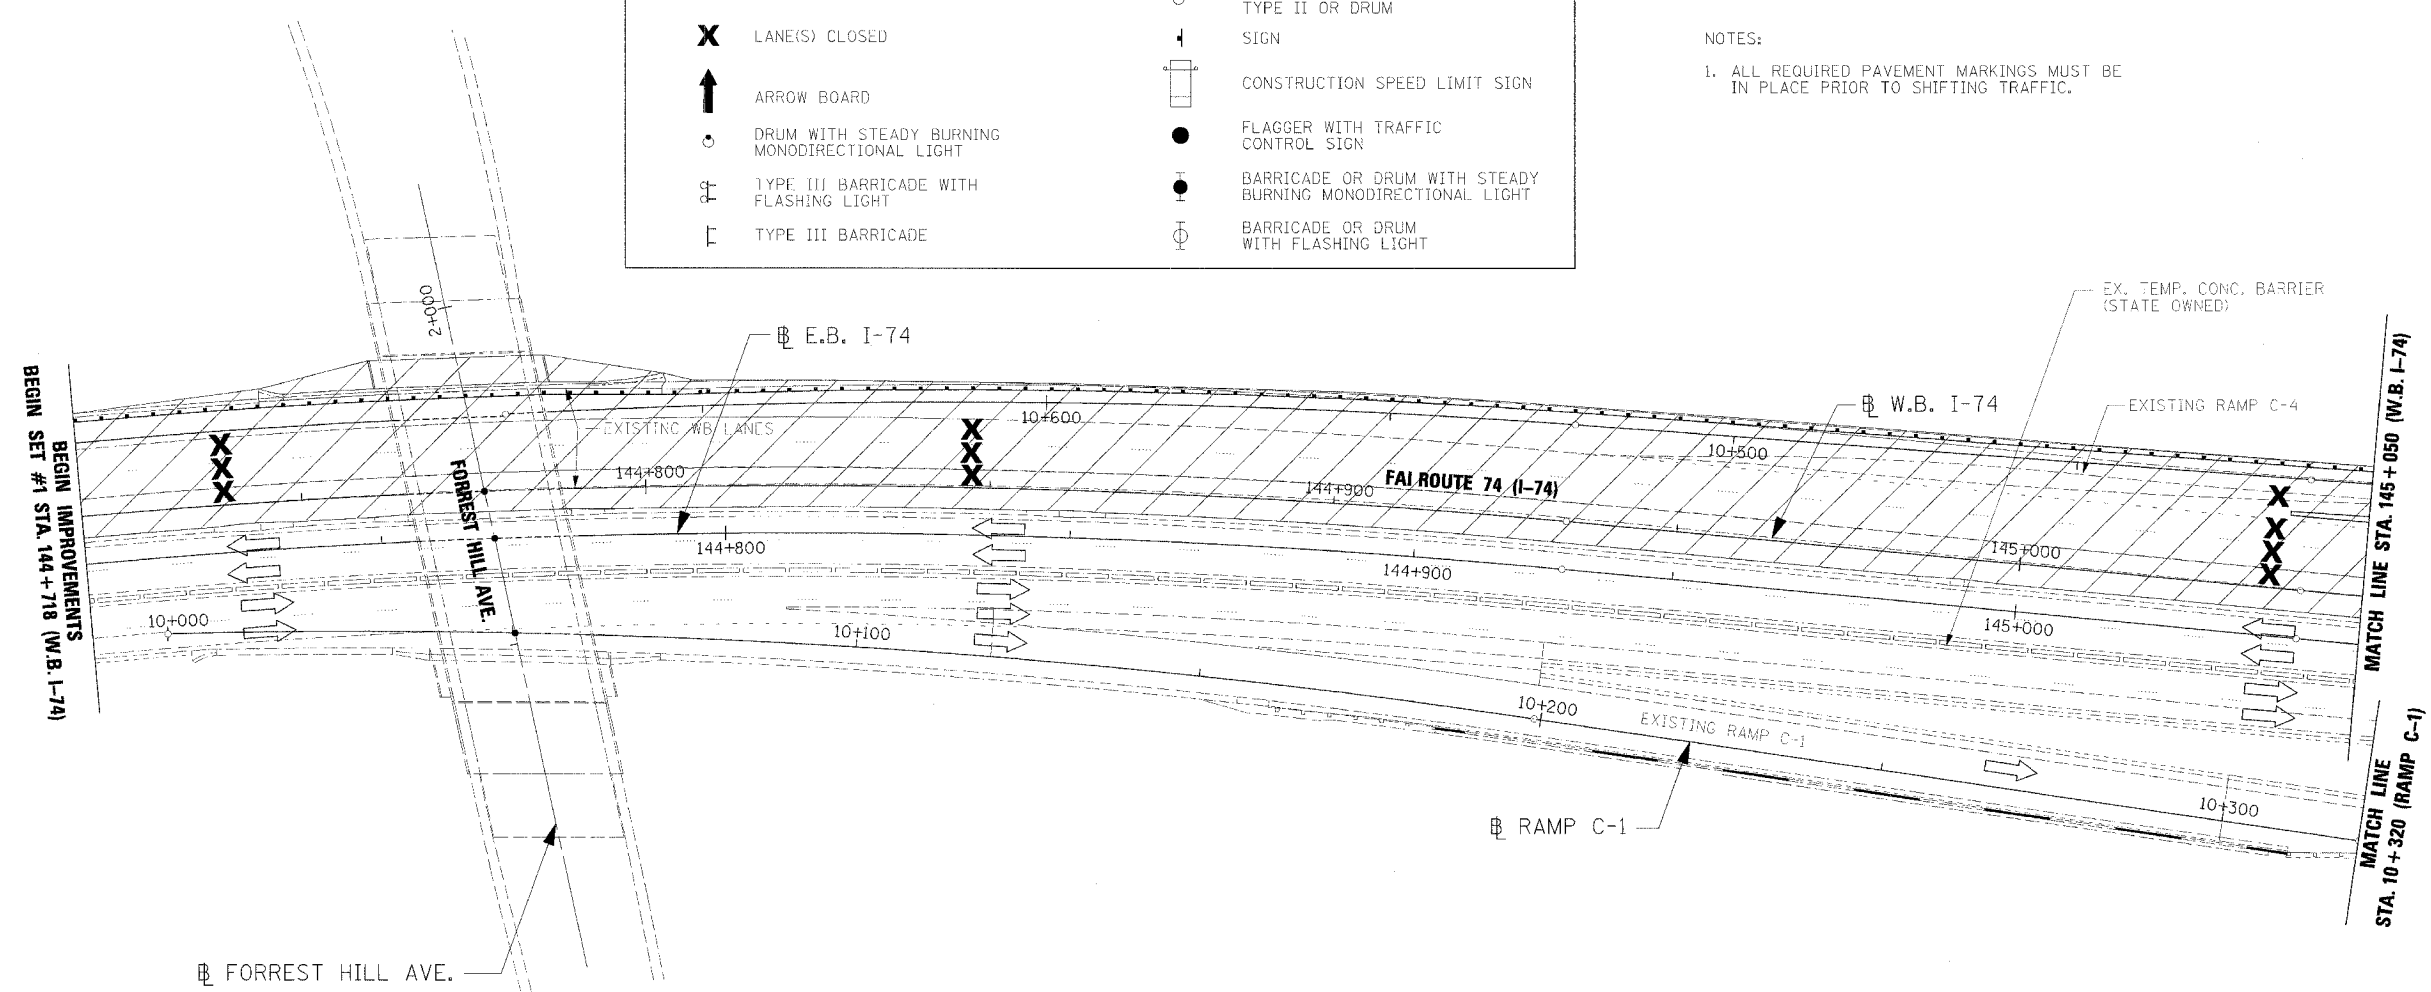 TYPE II OR DRUM
LANE(S) CLOSED
SIGN
ARROW BOARD
CONSTRUCTION SPEED LIMIT SIGN
DRUM WITH STEADY BURNING
MONODIRECTIONAL LIGHT
FLAGGER WITH TRAFFIC
CONTROL SIGN
TYPE III BARRICADE WITH
FLASHING LIGHT
BARRICADE OR DRUM WITH STEADY
BURNING MONODIRECTIONAL LIGHT
TYPE III BARRICADE
BARRICADE OR DRUM
WITH FLASHING LIGHT
NOTES:
1. ALL REQUIRED PAVEMENT MARKINGS MUST BE
IN PLACE PRIOR TO SHIFTING TRAFFIC.
2+000
EX. TEMP. CONC. BARRIER
(STATE OWNED)
BL E.B. I-74
BL W.B. I-74
EXISTING RAMP C-4
BEGIN IMPROVEMENTS
BEGIN SET #1 STA. 144+718 (W.B. I-74)
EXISTING WB LANES
10+600
10+500
144+800
144+900
145+000
FAI ROUTE 74 (I-74)
FORREST HILL AVE.
144+800
144+900
145+000
10+000
10+100
10+200
10+300
EXISTING RAMP C-1
BL RAMP C-1
BL FORREST HILL AVE.
MATCH LINE STA. 145+050 (W.B. I-74)
MATCH LINE
STA. 10+320 (RAMP C-1)